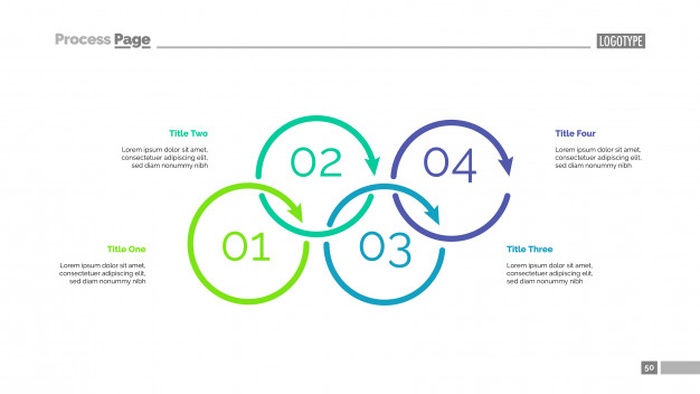 Process Page
LOGOTYPE
Title Two
Lorem ipsum dolor sit amet,
consectetuer adipiscing elit,
sed diam nonummy nibh
02
04
Title Four
Lorem ipsum dolor sit amet,
consectetuer adipiscing elit,
sed diam nonummy nibh
Title One
Lorem ipsum dolor sit amet,
consectetuer adipiscing elit,
sed diam nonummy nibh
01
03
Title Three
Lorem ipsum dolor sit amet,
consectetuer adipiscing elit,
sed diam nonummy nibh
50